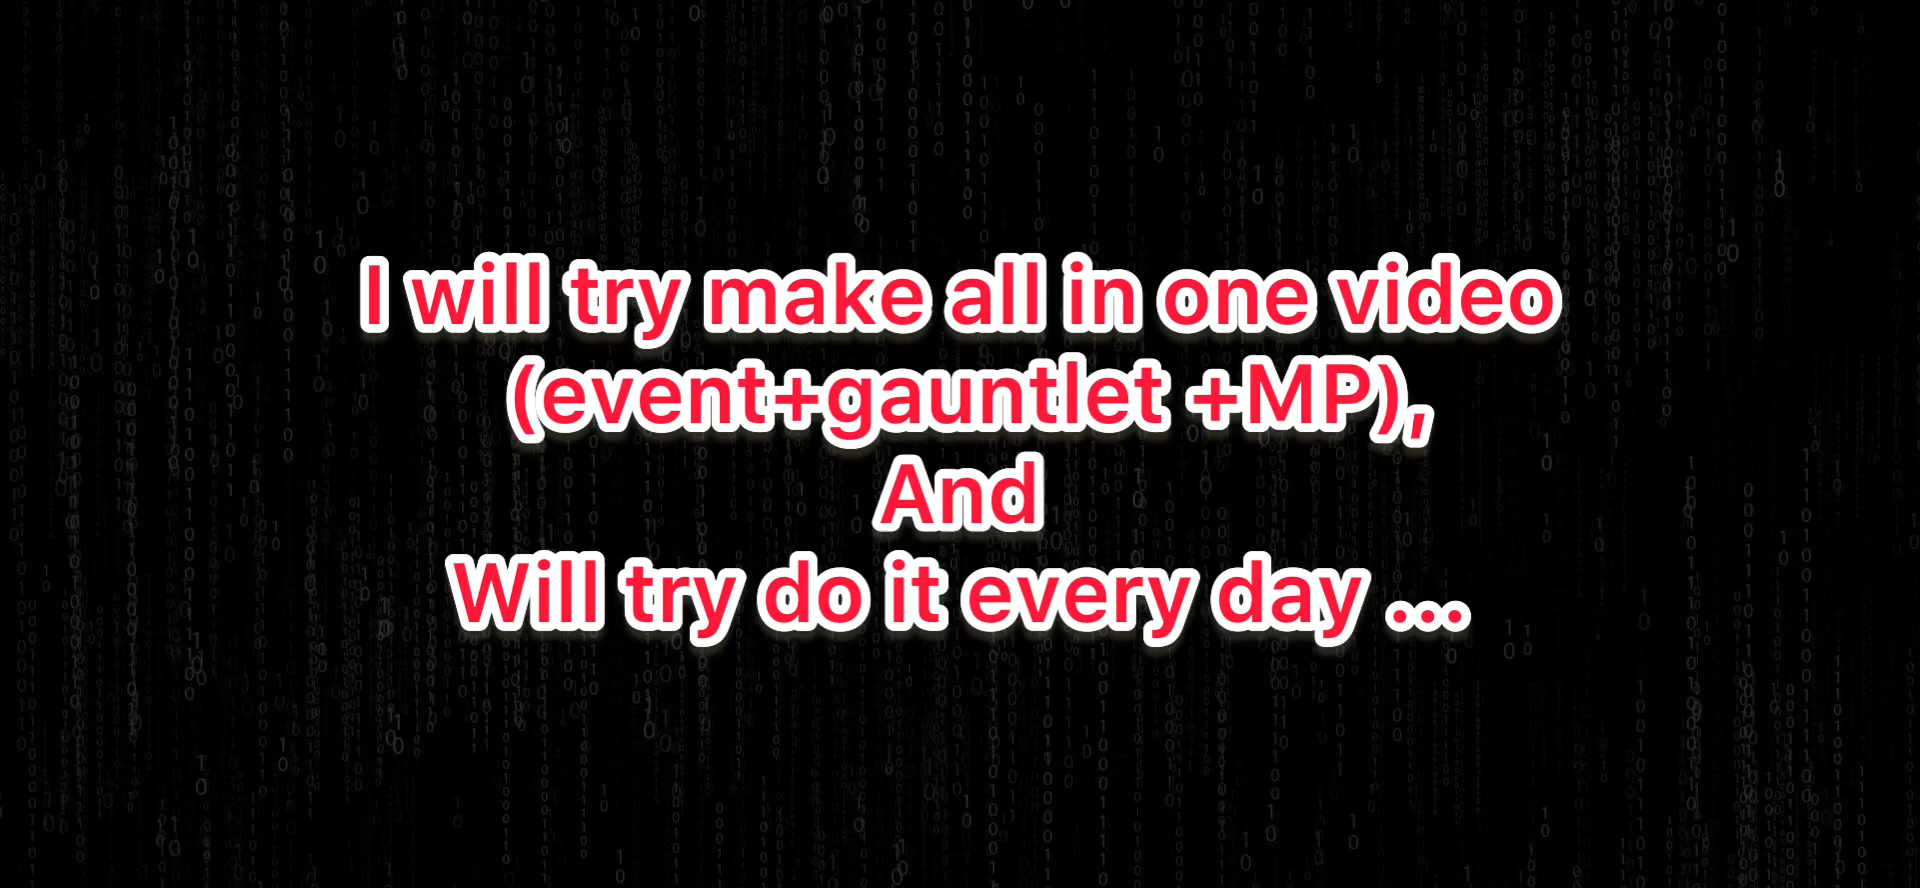 I will try make all in one video
(event+gauntlet +MP),
And
Will try do it every day ...